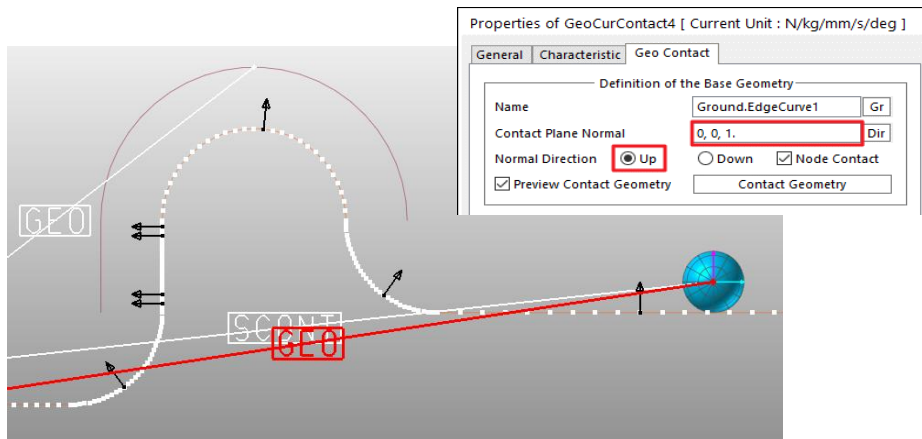 Properties of GeoCurContact4 [ Current Unit : N/kg/mm/s/deg ]
General Characteristic Geo Contact
Definition of the Base Geometry
Name Ground.EdgeCurve1 Gr
Contact Plane Normal 0, 0, 1. Dir
Normal Direction Up Down Node Contact
Preview Contact Geometry Contact Geometry
GEO
SCONT
GEO